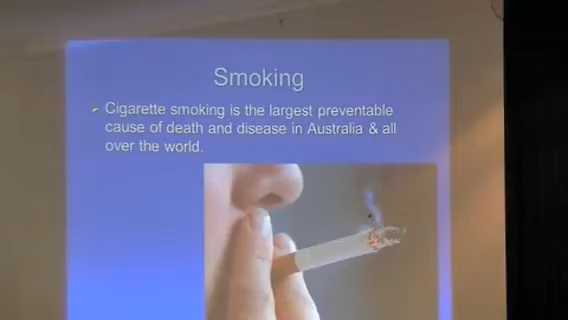 Smoking
Cigarette smoking is the largest preventable
cause of death and disease in Australia & all
over the world.